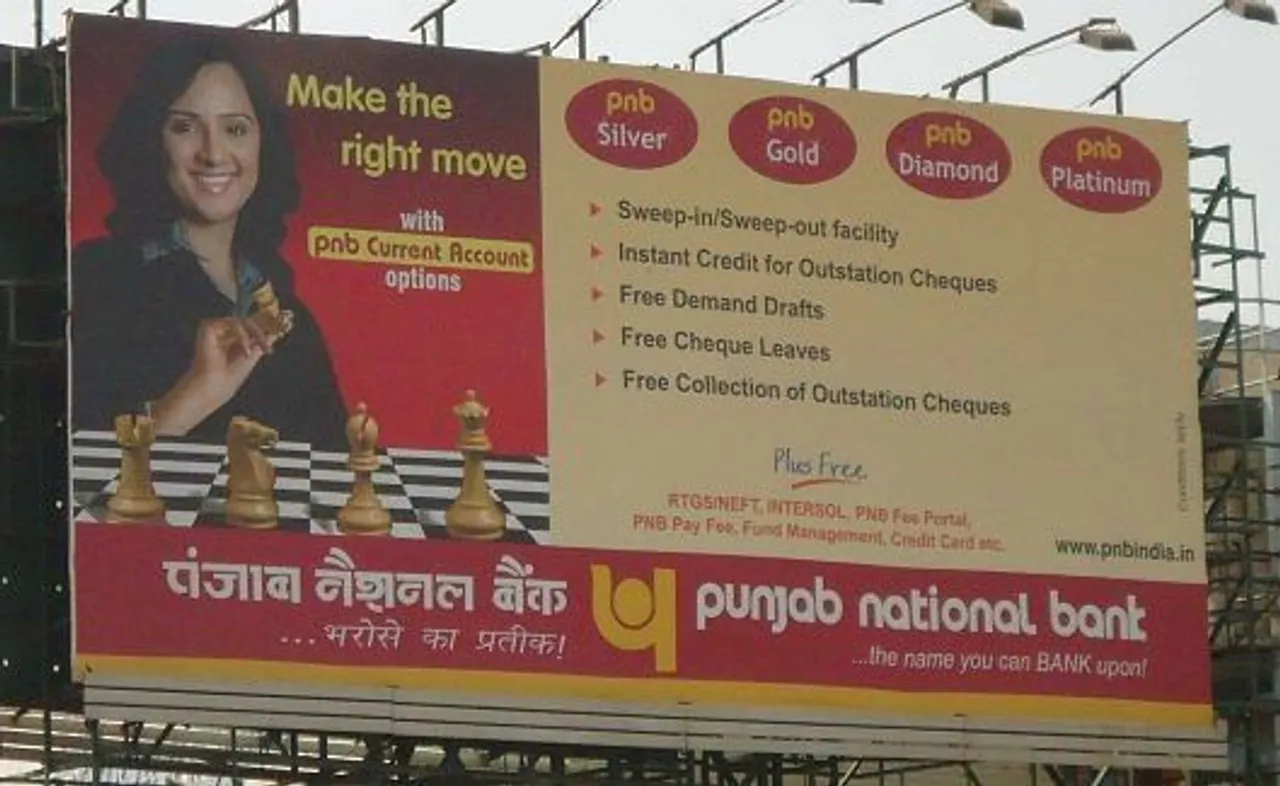 Make the
right move
with
pnb Current Account
options
pnb
Silver
pnb
Gold
pnb
Diamond
pnb
Platinum
Sweep-in/Sweep-out facility
Instant Credit for Outstation Cheques
Free Demand Drafts
Free Cheque Leaves
Free Collection of Outstation Cheques
Plus Free
RTGS/NEFT, INTERSOL, PNB Fee Portal,
PNB Pay Fee, Fund Management, Credit Card etc.
www.pnbindia.in
पंजाब नैशनल बैंक
...भरोसे का प्रतीक!
punjab national bank
...the name you can BANK upon!